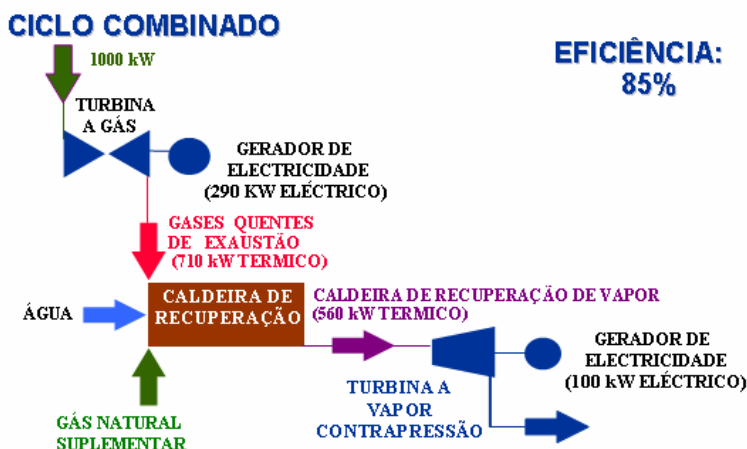 CICLO COMBINADO
1000 kW
EFICIÊNCIA:
85%
TURBINA
A GÁS
GERADOR DE
ELECTRICIDADE
(290 KW ELÉCTRICO)
GASES QUENTES
DE EXAUSTÃO
(710 kW TERMICO)
ÁGUA
CALDEIRA DE
RECUPERAÇÃO
CALDEIRA DE RECUPERAÇÃO DE VAPOR
(560 kW TERMICO)
GERADOR DE
ELECTRICIDADE
(100 kW ELÉCTRICO)
TURBINA A
VAPOR
CONTRAPRESSÃO
GÁS NATURAL
SUPLEMENTAR